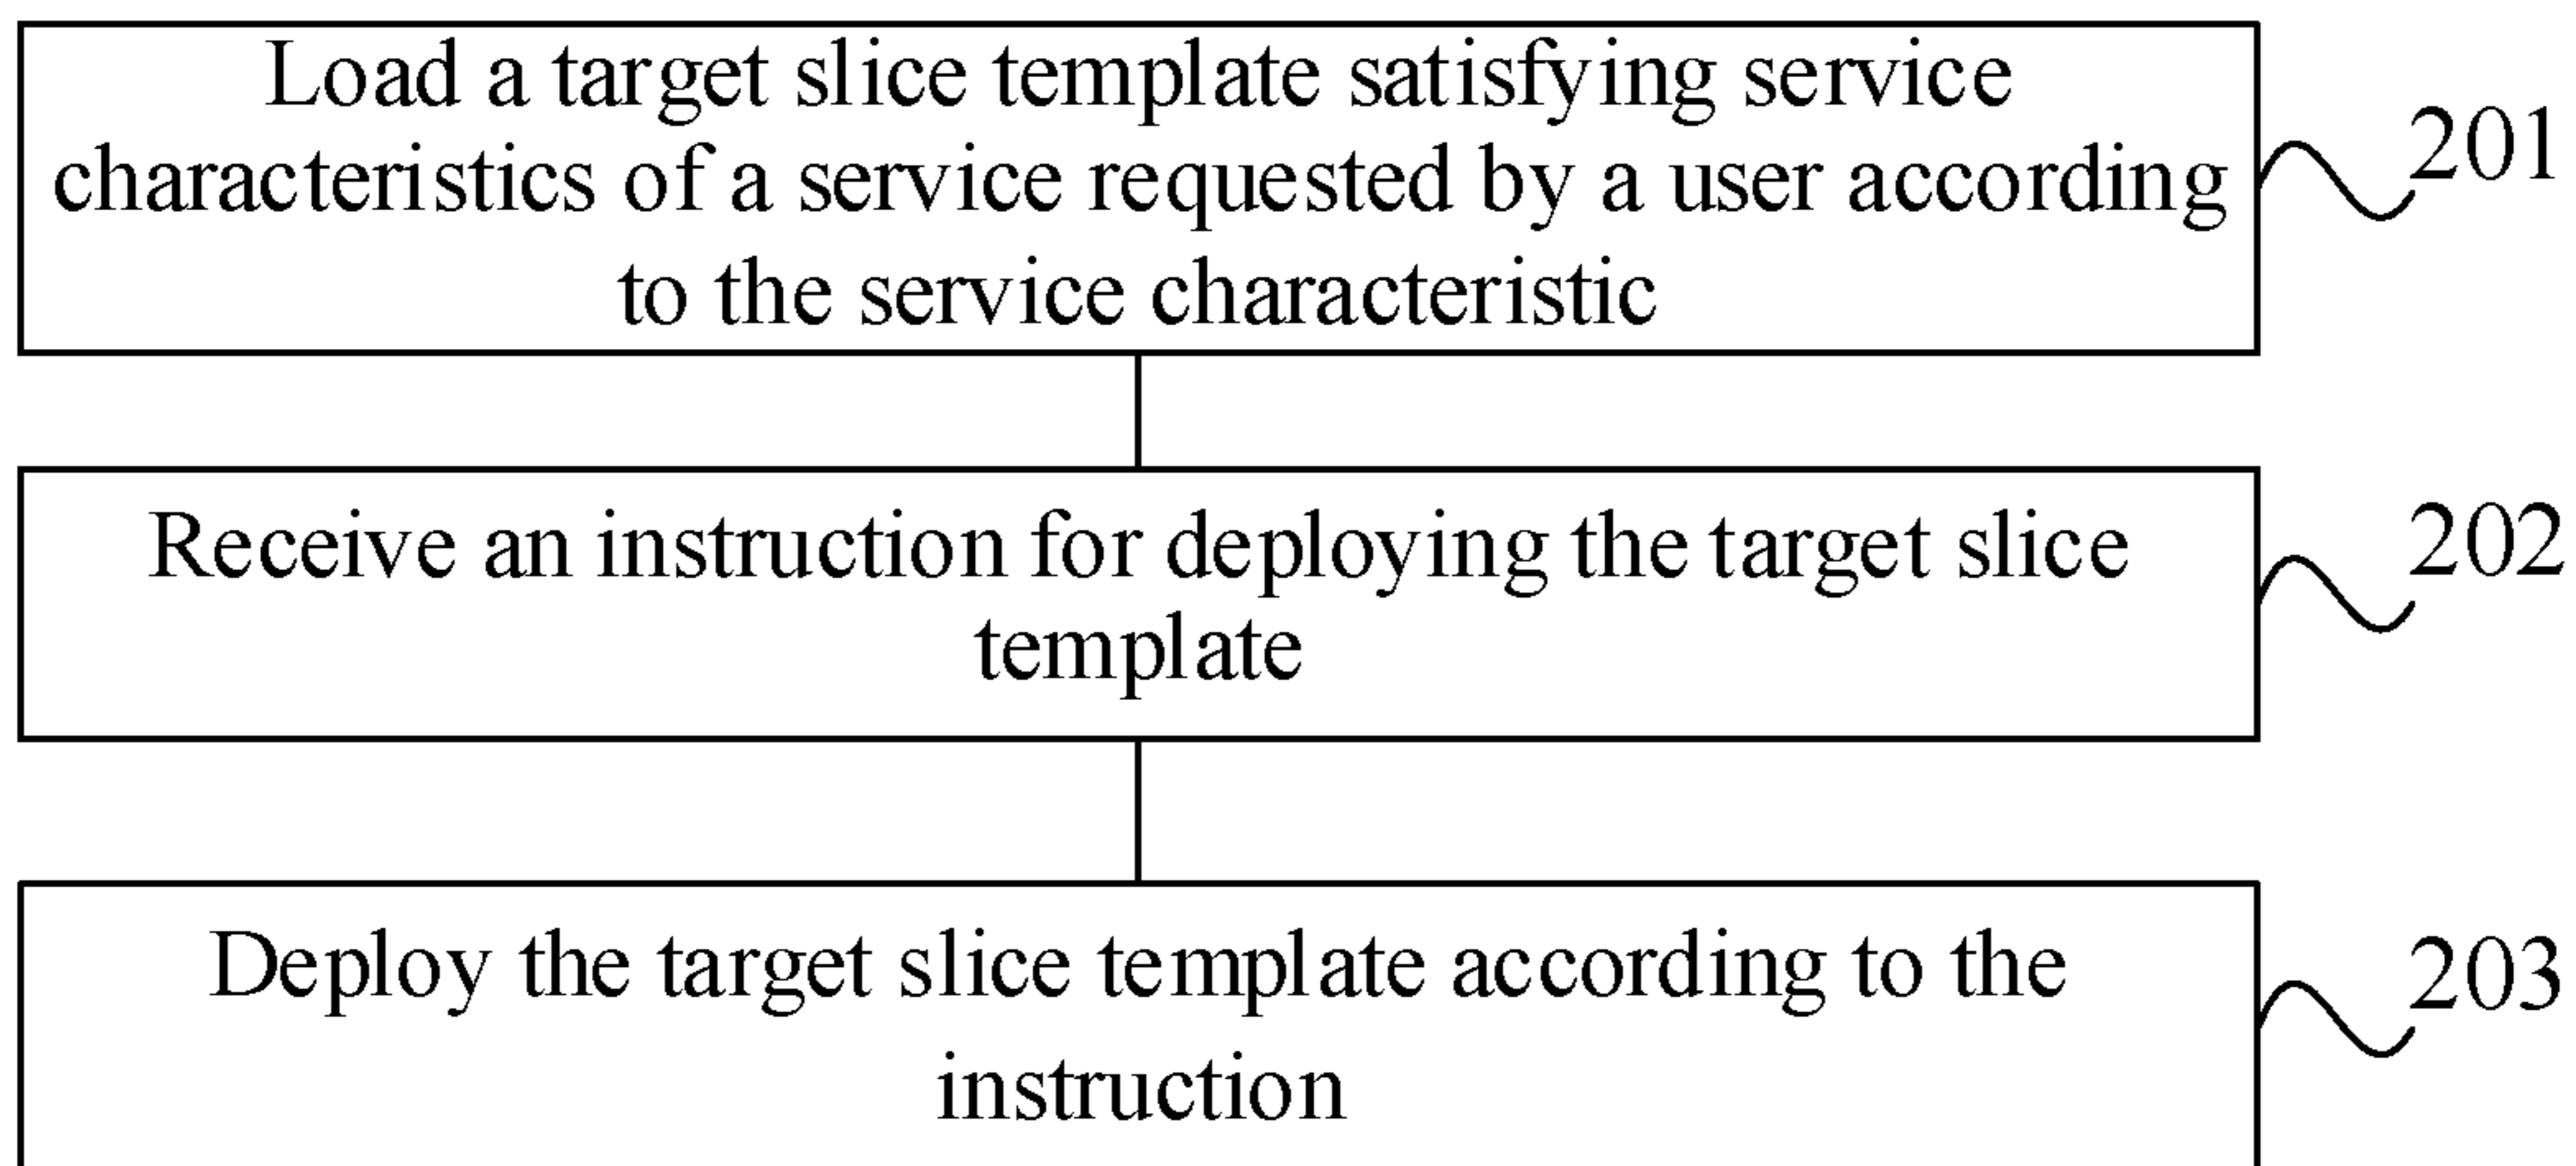 Load a target slice template satisfying service
characteristics of a service requested by a user according
to the service characteristic
201
Receive an instruction for deploying the target slice
template
202
Deploy the target slice template according to the
instruction
203